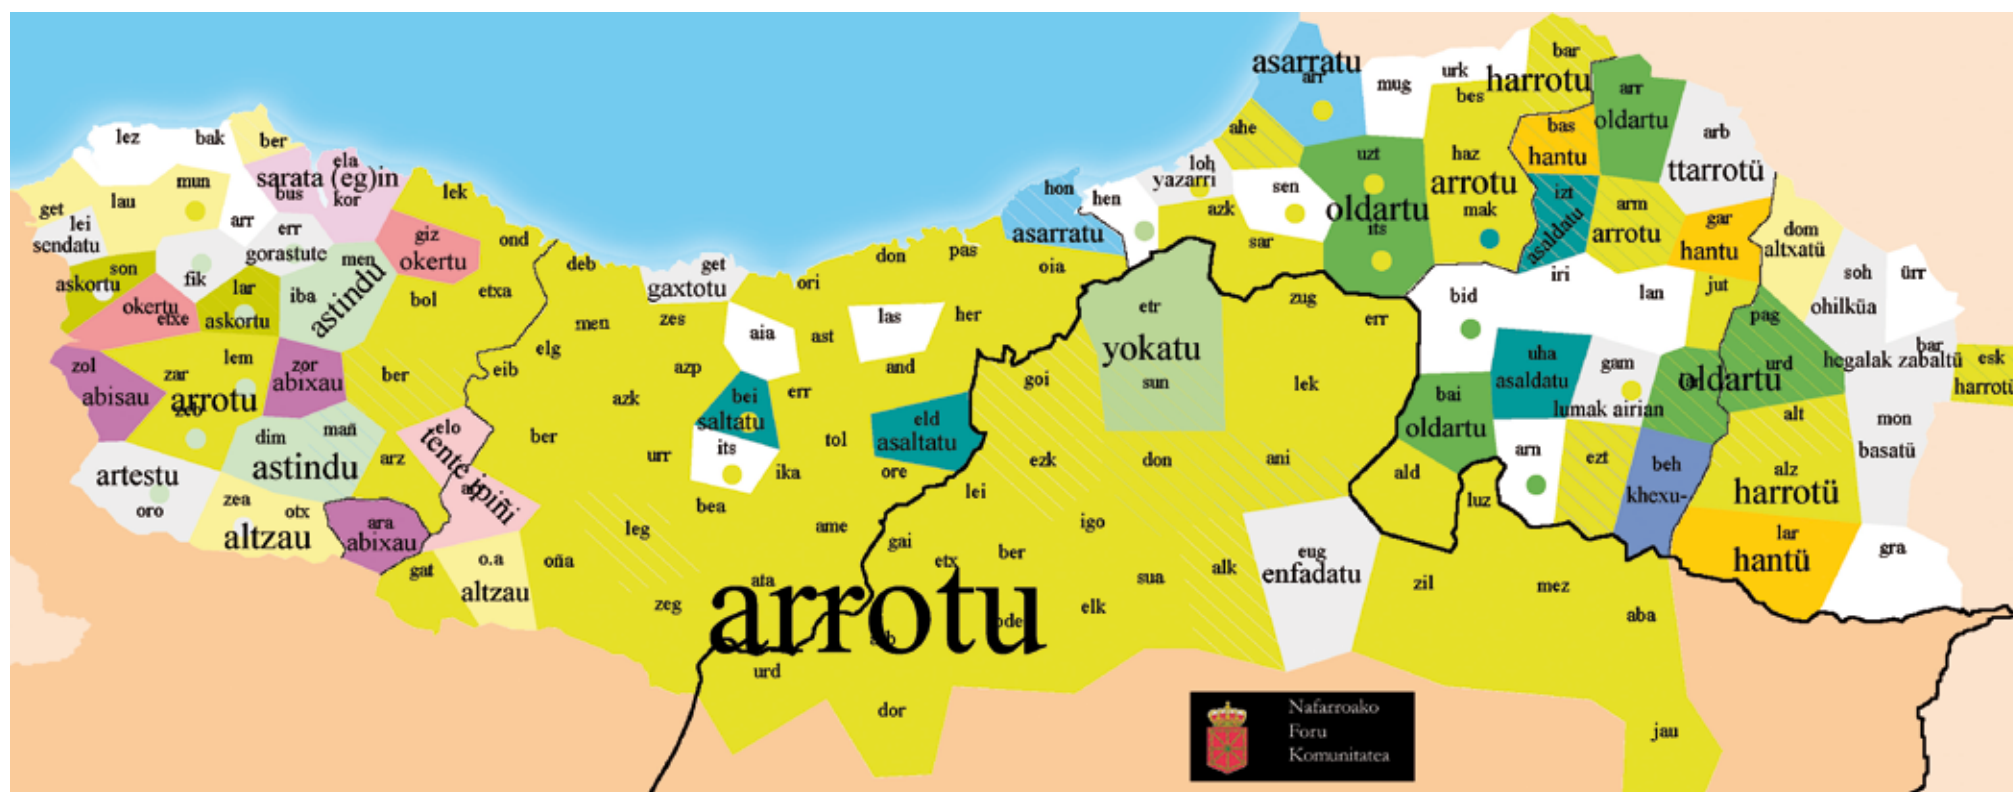 asarratu
arr
mug
urk
bes
harrotu
bar
arr
oldartu
arb
ttarrotü
lez
bak
ber
ela
sarata (eg)in
bus
kor
lek
mun
lau
get
lei
sendatu
arr
err
gorastute
giz
okertu
ond
men
astindu
son
askortu
fik
lar
askortu
iba
bol
etxa
okertu
etxe
zol
abisau
zar
lem
arrotu
zeb
zor
abixau
ber
dim
mañ
astindu
arz
elo
tente ipiñi
artestu
oro
zea
otx
altzau
ara
abixau
gat
o.a
altzau
oña
deb
men
elg
eib
get
gaxtotu
zes
aia
azp
azk
ber
urr
bei
saltatu
its
err
ast
ori
las
and
her
don
pas
oia
hon
asarratu
hen
eld
asaltatu
tol
ika
ore
bea
leg
ame
zeg
ata
urd
dor
arrotu
lei
gai
etx
ber
igo
elk
sua
goi
ezk
don
ani
alk
etr
yokatu
sun
lek
zug
err
eug
enfadatu
zil
mez
aba
jau
luz
ald
ahe
loh
yazarri
azk
sar
sen
uzt
oldartu
its
haz
arrotu
mak
bas
hantu
izt
asaldatu
arm
arrotu
gar
hantu
iri
bid
lan
jut
uha
asaldatu
gam
lumak airian
oldartu
bai
oldartu
arn
ezt
beh
khexu-
dom
altxatü
soh
ohilküa
ürr
pag
urd
bar
hegalak zabaltü
esk
harrotü
alt
mon
basatü
alz
harrotü
lar
hantü
gra
Nafarroako
Foru
Komunitatea